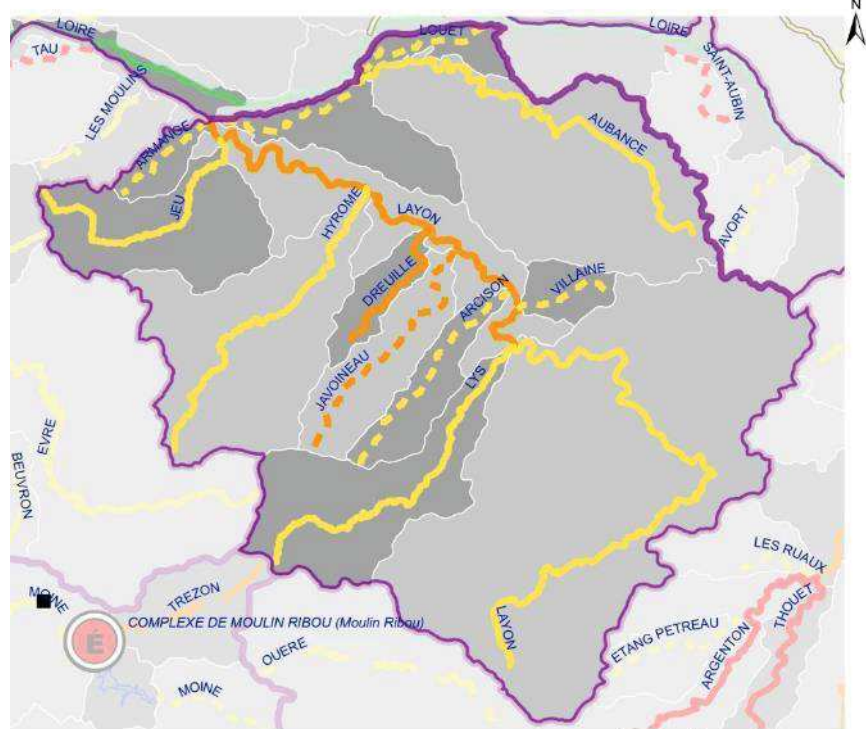 N
LOIRE
TAU
LES MOULINS
ARMANGE
JEU
LOUET
LOIRE
SAINT-AUBIN
AUBANCE
AVORT
HYROME
LAYON
DREUILLE
ARCISON
VILLAINE
JAVOINEAU
LYS
EVRE
BEUVRON
MOINE
TREZON
COMPLEXE DE MOULIN RIBOU (Moulin Ribou)
É
OUERE
MOINE
LAYON
LES RUAUX
ETANG PETREAU
ARGENTON
THOUET